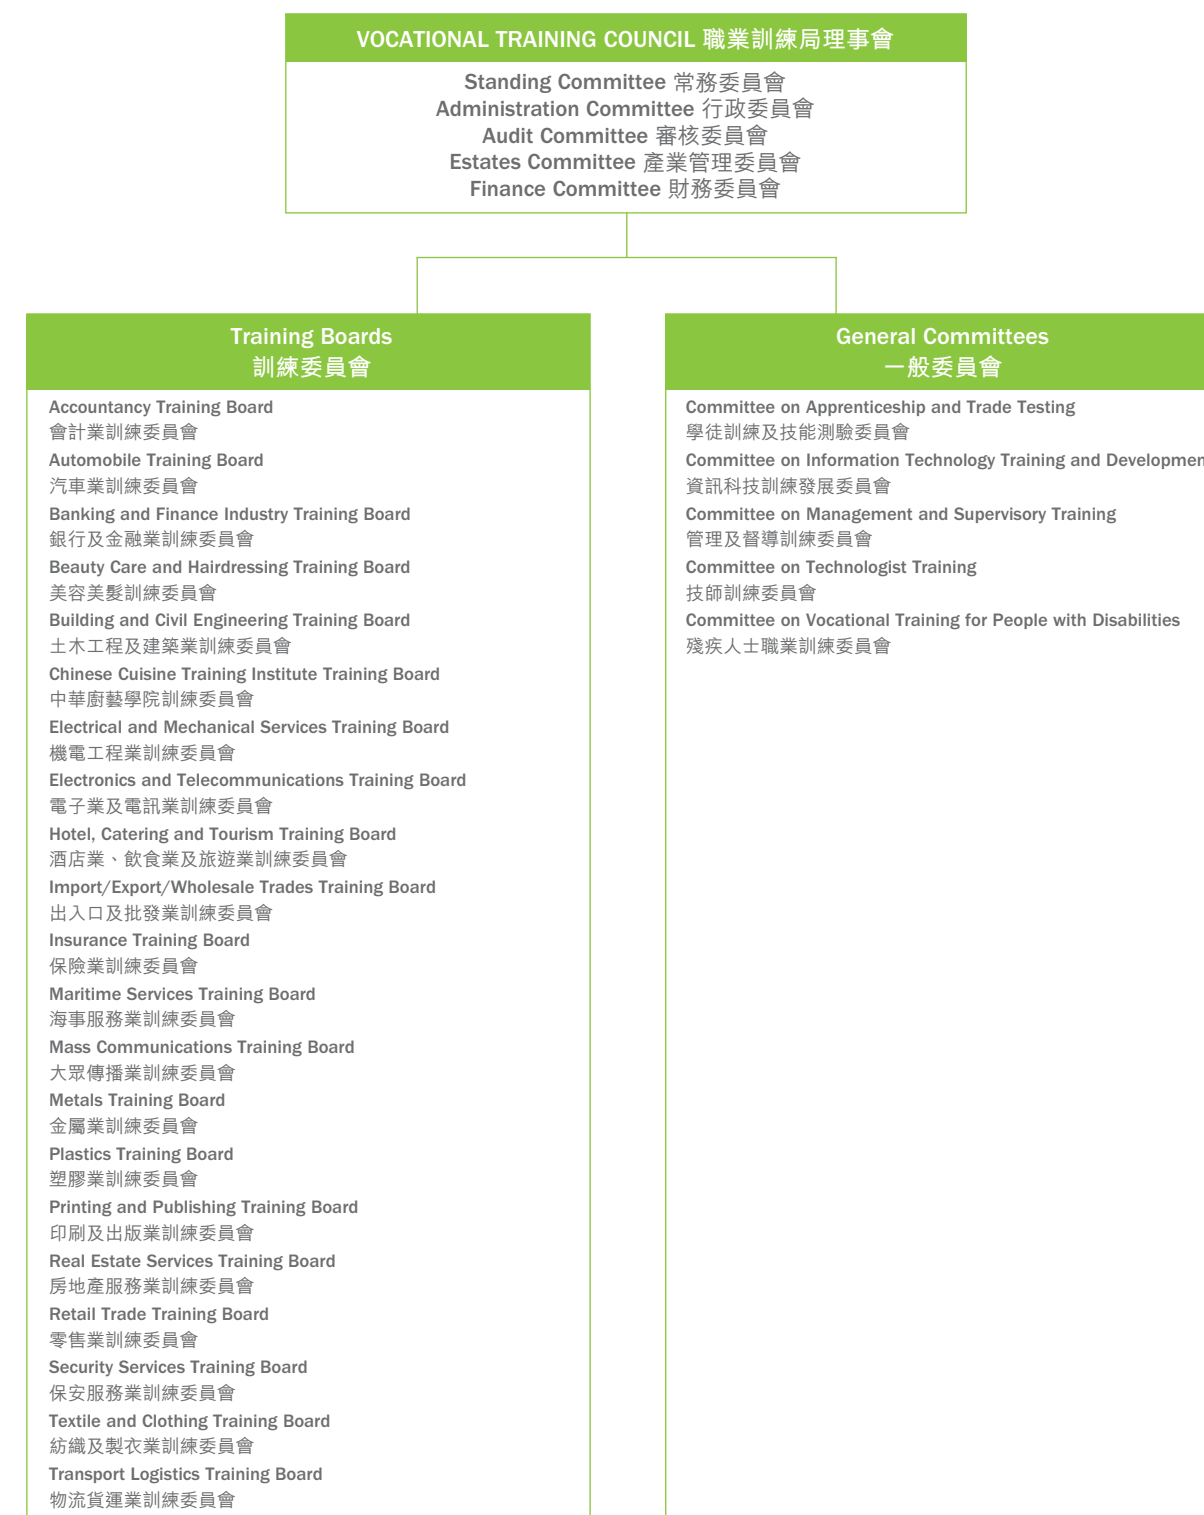 VOCATIONAL TRAINING COUNCIL 職業訓練局理事會
Standing Committee 常務委員會
Administration Committee 行政委員會
Audit Committee 審核委員會
Estates Committee 產業管理委員會
Finance Committee 財務委員會
Training Boards
訓練委員會
Accountancy Training Board
會計業訓練委員會
Automobile Training Board
汽車業訓練委員會
Banking and Finance Industry Training Board
銀行及金融業訓練委員會
Beauty Care and Hairdressing Training Board
美容美髮訓練委員會
Building and Civil Engineering Training Board
土木工程及建築業訓練委員會
Chinese Cuisine Training Institute Training Board
中華廚藝學院訓練委員會
Electrical and Mechanical Services Training Board
機電工程業訓練委員會
Electronics and Telecommunications Training Board
電子業及電訊業訓練委員會
Hotel, Catering and Tourism Training Board
酒店業、飲食業及旅遊業訓練委員會
Import/Export/Wholesale Trades Training Board
出入口及批發業訓練委員會
Insurance Training Board
保險業訓練委員會
Maritime Services Training Board
海事服務業訓練委員會
Mass Communications Training Board
大眾傳播業訓練委員會
Metals Training Board
金屬業訓練委員會
Plastics Training Board
塑膠業訓練委員會
Printing and Publishing Training Board
印刷及出版業訓練委員會
Real Estate Services Training Board
房地產服務業訓練委員會
Retail Trade Training Board
零售業訓練委員會
Security Services Training Board
保安服務業訓練委員會
Textile and Clothing Training Board
紡織及製衣業訓練委員會
Transport Logistics Training Board
物流貨運業訓練委員會
General Committees
一般委員會
Committee on Apprenticeship and Trade Testing
學徒訓練及技能測驗委員會
Committee on Information Technology Training and Developmen
資訊科技訓練發展委員會
Committee on Management and Supervisory Training
管理及督導訓練委員會
Committee on Technologist Training
技師訓練委員會
Committee on Vocational Training for People with Disabilities
殘疾人士職業訓練委員會